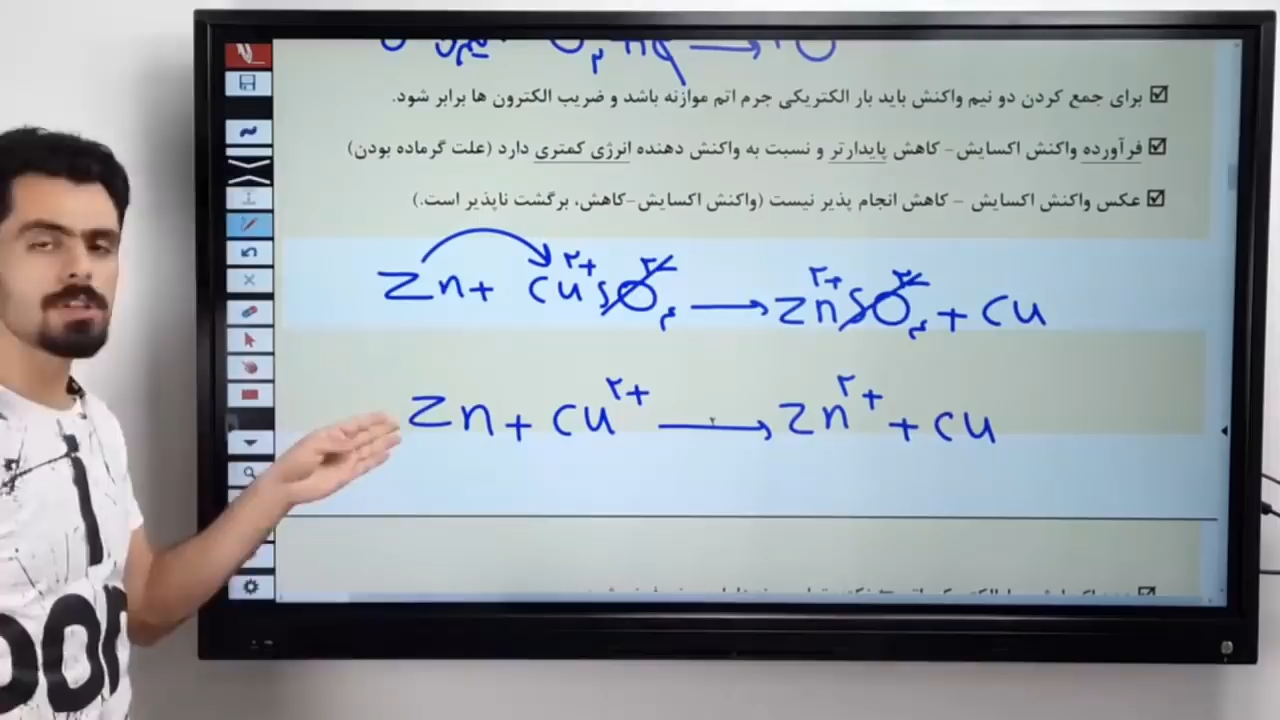 برای جمع کردن دو نیم واکنش باید بار الکتریکی جرم اتم موازنه باشد و ضریب الکترون ها برابر شود.
فرآورده واکنش اکسایش- کاهش پایدارتر و نسبت به واکنش دهنده انرژی کمتری دارد (علت گرماده بودن)
عکس واکنش اکسایش - کاهش انجام پذیر نیست (واکنش اکسایش-کاهش، برگشت ناپذیر است.)
Zn + Cu²⁺SO₄²⁻ → Zn²⁺SO₄²⁻ + Cu
Zn + Cu²⁺ → Zn²⁺ + Cu